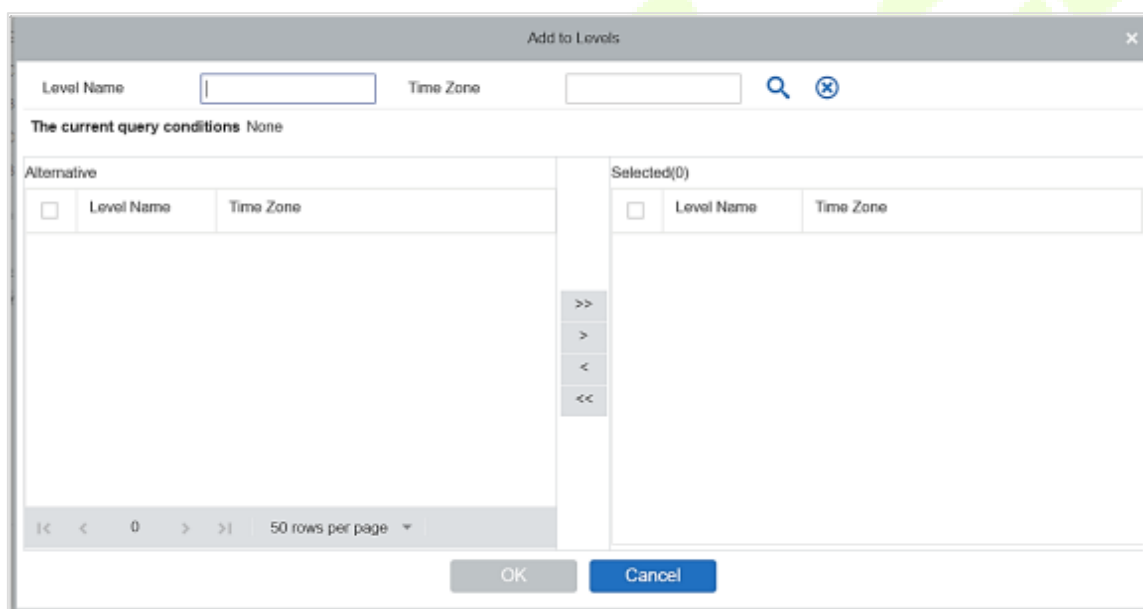 Add to Levels
Level Name Time Zone
The current query conditions None
Alternative
Level Name Time Zone
>>
>
<
<<
Selected(0)
Level Name Time Zone
|< < 0 > >| 50 rows per page
OK Cancel